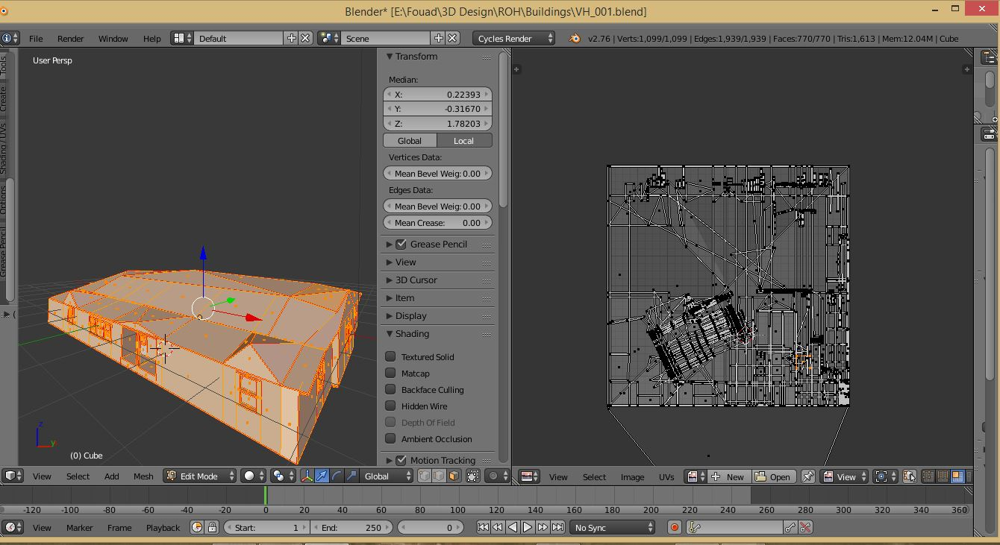 Blender* [E:\Fouad\3D Design\ROH\Buildings\VH_001.blend]
File Render Window Help Default Scene Cycles Render v2.76 | Verts:1,099/1,099 | Edges:1,939/1,939 | Faces:770/770 | Tris:1,613 | Mem:12.04M | Cube
User Persp
Tools
Create
Shading / UVs
Options
Grease Pencil
(0) Cube
z
y
Transform
Median:
X: 0.22393
Y: -0.31670
Z: 1.78203
Global Local
Vertices Data:
Mean Bevel Weig: 0.00
Edges Data:
Mean Bevel Weig: 0.00
Mean Crease: 0.00
Grease Pencil
View
3D Cursor
Item
Display
Shading
Textured Solid
Matcap
Backface Culling
Hidden Wire
Depth Of Field
Ambient Occlusion
Motion Tracking
View Select Add Mesh Edit Mode Global
View Select Image UVs New Open View
-120 -100 -80 -60 -40 -20 0 20 40 60 80 100 120 140 160 180 200 220 240 260 280 300 320 340 360
View Marker Frame Playback Start: 1 End: 250 0 No Sync